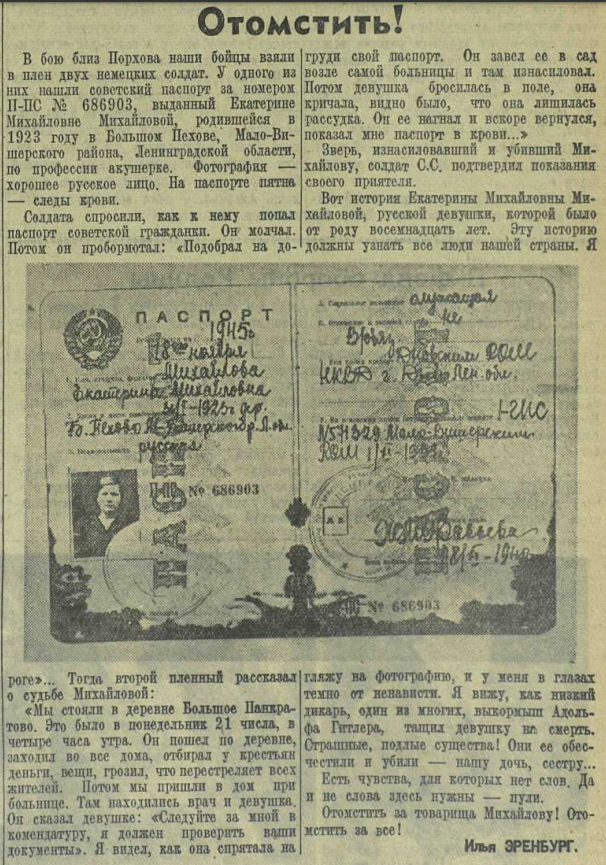 Отомстить!
В бою близ Порхова наши бойцы взяли
в плен двух немецких солдат. У одного из
них нашли советский паспорт за номером
II-ПС № 686903, выданный Екатерине
Михайловне Михайловой, родившейся в
1923 году в Большом Пехове, Мало-Ви-
шерского района, Ленинградской области,
по профессии акушерке. Фотография —
хорошее русское лицо. На паспорте пятна
— следы крови.
Солдата спросили, как к нему попал
паспорт советской гражданки. Он молчал.
Потом он пробормотал: «Подобрал на до-
роге»... Тогда второй пленный рассказал
о судьбе Михайловой:
«Мы стояли в деревне Большое Панкра-
тово. Это было в понедельник 21 числа, в
четыре часа утра. Он пошел по деревне,
заходил во все дома, отбирал у крестьян
деньги, вещи, грозил, что перестреляет всех
жителей. Потом мы пришли в дом при
больнице. Там находились врач и девушка.
Он сказал девушке: «Следуйте за мной в
комендатуру, я должен проверить ваши
документы». Я видел, как она спрятала на
груди свой паспорт. Он завел ее в сад
возле самой больницы и там изнасиловал.
Потом девушка бросилась в поле, она
кричала, видно было, что она лишилась
рассудка. Он ее нагнал и вскоре вернулся,
показал мне паспорт в крови...»
Зверь, изнасиловавший и убивший Ми-
хайлову, солдат С.С. подтвердил показания
своего приятеля.
Вот история Екатерины Михайловны Ми-
хайловой, русской девушки, которой было
от роду восемнадцать лет. Эту историю
должны узнать все люди нашей страны. Я
гляжу на фотографию, и у меня в глазах
темно от ненависти. Я вижу, как низкий
дикарь, один из многих, выкормыш Адоль-
фа Гитлера, тащил девушку на смерть.
Страшные, подлые существа! Они ее обес-
честили и убили — нашу дочь, сестру...
Есть чувства, для которых нет слов. Да
и не слова здесь нужны — пули.
Отомстить за товарища Михайлову! Ото-
мстить за все!
Илья ЭРЕНБУРГ.
ПАСПОРТ
1945г
18 ноября
Михайлова
Екатерина Михайловна
русская
№ 686903
служащая
не
НКВД
1-ПС
№ 686903